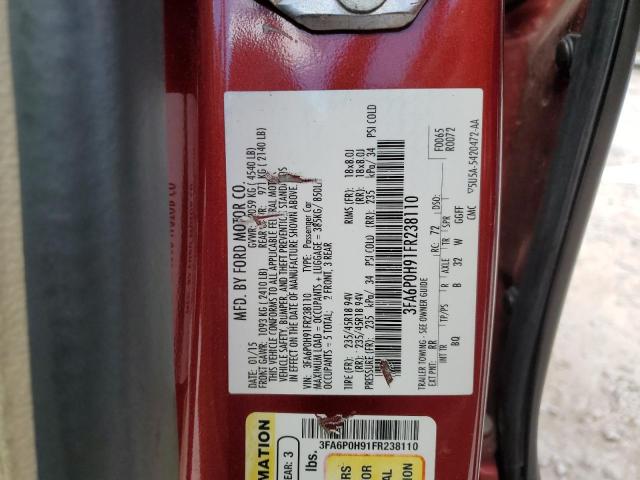 MFD. BY FORD MOTOR CO.
DATE: 01/15 GVWR: 2059 KG ( 4540 LB)
FRONT GAWR: 1093 KG ( 2410 LB) REAR 971 KG ( 2140 LB)
THIS VEHICLE CONFORMS TO ALL APPLICABLE FEDERAL MOTOR
VEHICLE SAFETY, BUMPER, AND THEFT PREVENTION STANDARDS
IN EFFECT ON THE DATE OF MANUFACTURE SHOWN ABOVE.
VIN: 3FA6P0H91FR238110 TYPE: Passenger Car
MAXIMUM LOAD = OCCUPANTS + LUGGAGE = 385KG/ 850LB
OCCUPANTS = 5 TOTAL; 2 FRONT, 3 REAR
TIRE (FR): 235/45R18 94V RIMS (FR): 18x8.0J
(RR): 235/45R18 94V (RR): 18x8.0J
PRESSURE (FR): 235 kPa/ 34 PSI COLD (RR): 235 kPa/ 34 PSI COLD
3FA6P0H91FR238110
TRAILER TOWING - SEE OWNER GUIDE F0065
EXT PNT: RR RC: 72 DSO: R0072
INT TR TP/PS R AXLE TR SPR
BQ B 32 W GGFF
CMC 5U5A-5420472-AA
3FA6P0H91FR238110
MATION
EAR: 3
lbs.
RS'
OR